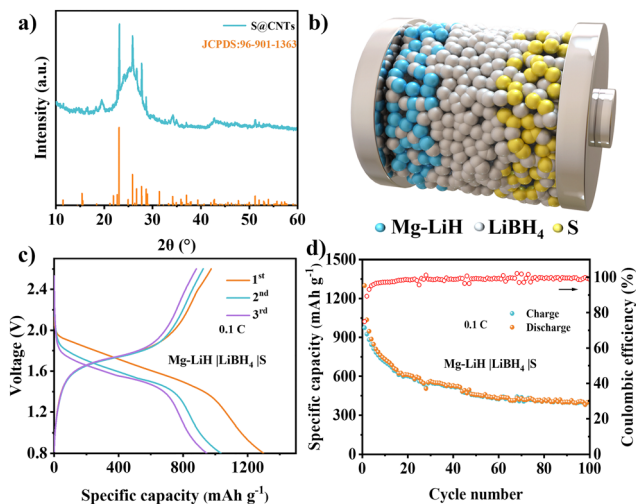 a)
S@CNTs
JCPDS:96-901-1363
Intensity (a.u.)
10 20 30 40 50 60
2θ (°)
b)
Mg-LiH LiBH4 S
c)
2.4
2.0
1.6
1.2
0.8
Voltage (V)
1st
2nd
3rd
0.1 C
Mg-LiH |LiBH4 |S
0 400 800 1200
Specific capacity (mAh g-1)
d)
1500
1200
900
600
300
0
Specific capacity (mAh g-1)
Charge
Discharge
0.1 C
Mg-LiH |LiBH4 |S
100
80
60
40
20
0
Coulombic efficiency (%)
0 20 40 60 80 100
Cycle number